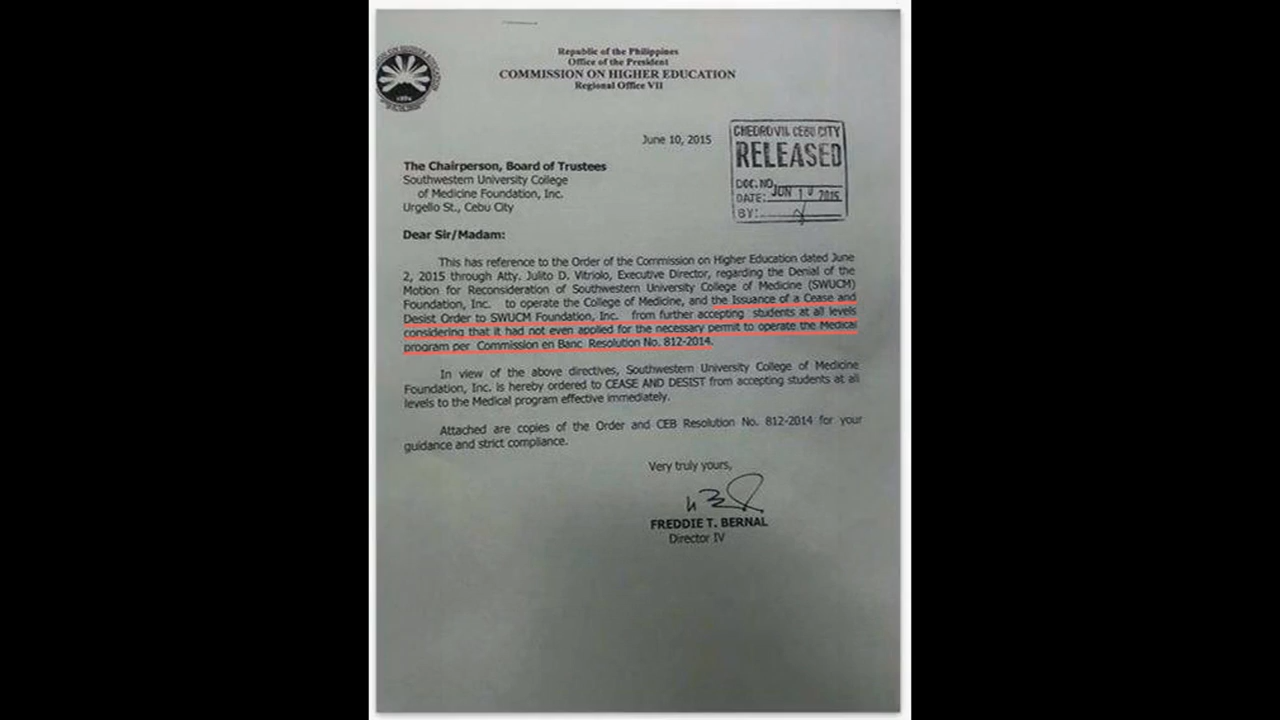 Republic of the Philippines
Office of the President
COMMISSION ON HIGHER EDUCATION
Regional Office VII
June 10, 2015
CHEDRO VII, CEBU CITY
RELEASED
DOC. NO.
DATE: JUN 10 2015
BY:
The Chairperson, Board of Trustees
Southwestern University College
of Medicine Foundation, Inc.
Urgello St., Cebu City
Dear Sir/Madam:
This has reference to the Order of the Commission on Higher Education dated June
2, 2015 through Atty. Julito D. Vitriolo, Executive Director, regarding the Denial of the
Motion for Reconsideration of Southwestern University College of Medicine (SWUCM)
Foundation, Inc. to operate the College of Medicine, and the Issuance of a Cease and
Desist Order to SWUCM Foundation, Inc. from further accepting students at all levels
considering that it had not even applied for the necessary permit to operate the Medical
program per Commission en Banc Resolution No. 812-2014.
In view of the above directives, Southwestern University College of Medicine
Foundation, Inc. is hereby ordered to CEASE AND DESIST from accepting students at all
levels to the Medical program effective immediately.
Attached are copies of the Order and CEB Resolution No. 812-2014 for your
guidance and strict compliance.
Very truly yours,
FREDDIE T. BERNAL
Director IV